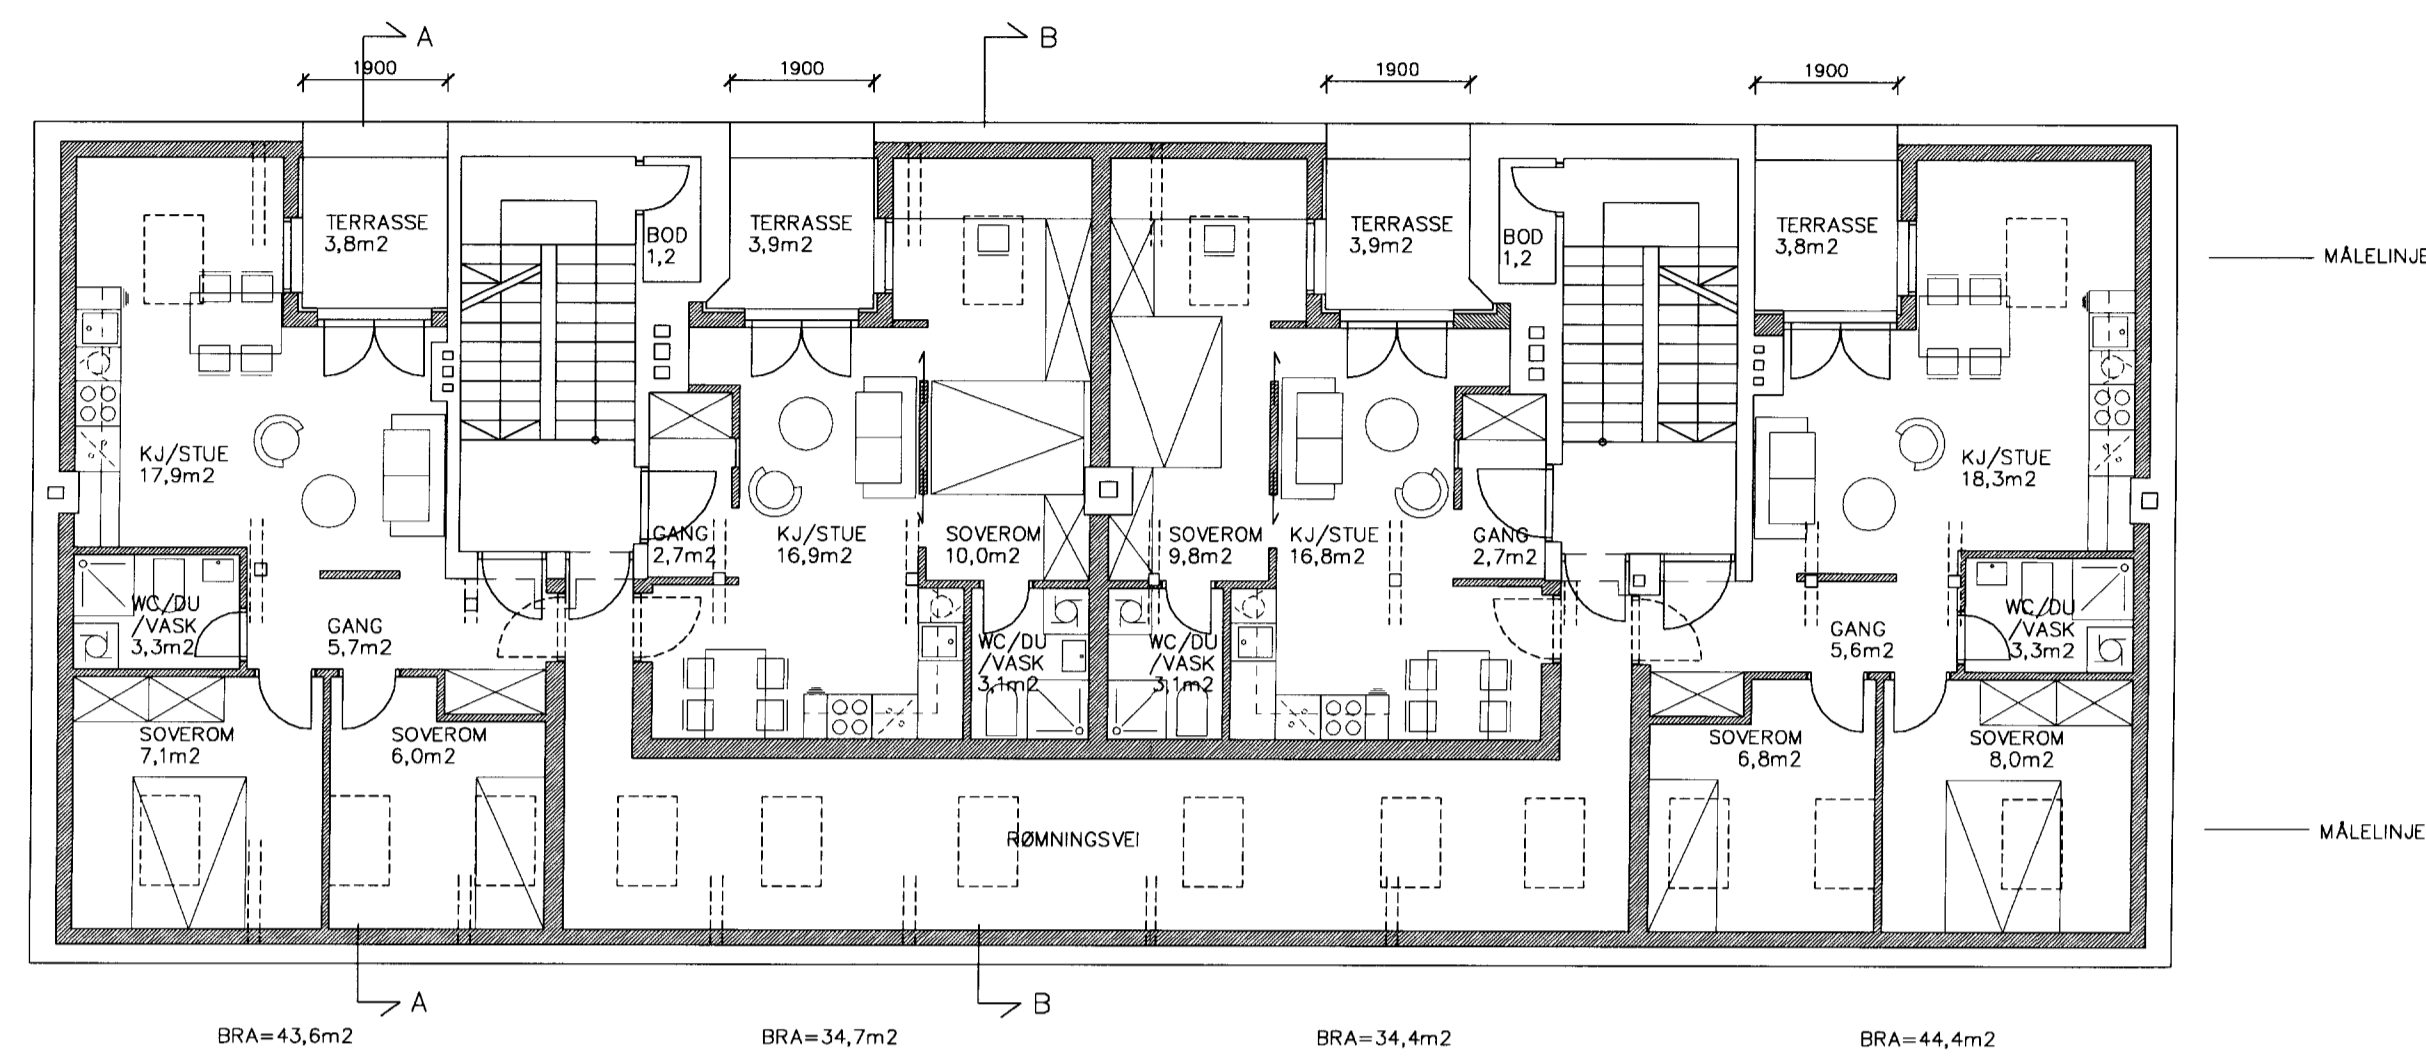 A
B
1900
1900
1900
1900
TERRASSE
3,8m2
BOD
1,2
TERRASSE
3,9m2
TERRASSE
3,9m2
BOD
1,2
TERRASSE
3,8m2
MÅLELINJE
KJ/STUE
17,9m2
GANG
2,7m2
KJ/STUE
16,9m2
SOVEROM
10,0m2
SOVEROM
9,8m2
KJ/STUE
16,8m2
GANG
2,7m2
KJ/STUE
18,3m2
WC/DU
/VASK
3,3m2
GANG
5,7m2
WC/DU
/VASK
3,1m2
WC/DU
/VASK
3,1m2
GANG
5,6m2
WC/DU
/VASK
3,3m2
SOVEROM
7,1m2
SOVEROM
6,0m2
SOVEROM
6,8m2
SOVEROM
8,0m2
RØMNINGSVEI
MÅLELINJE
A
B
BRA=43,6m2
BRA=34,7m2
BRA=34,4m2
BRA=44,4m2